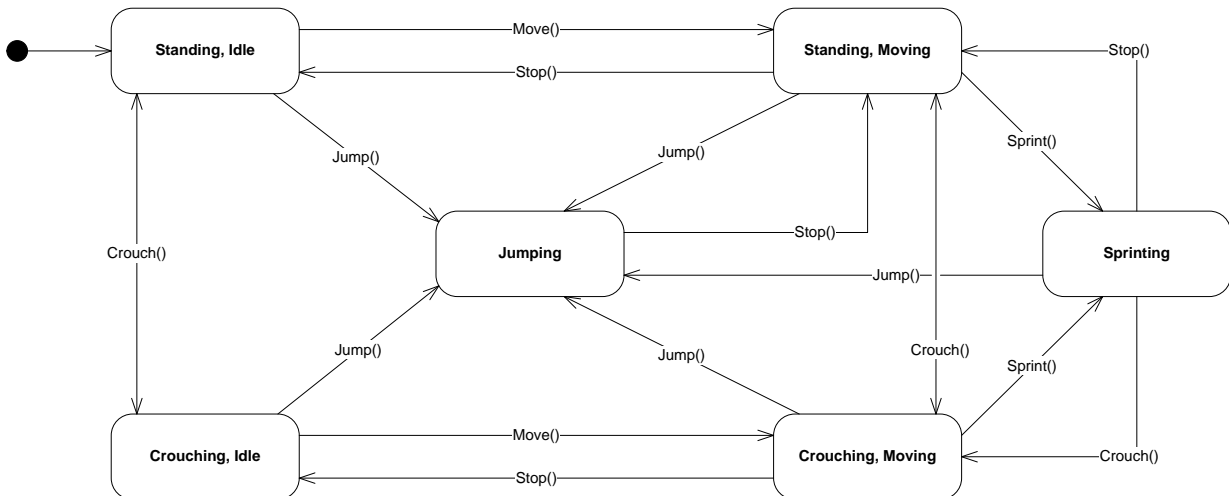 Standing, Idle
Move()
Stop()
Standing, Moving
Stop()
Jump()
Jump()
Sprint()
Crouch()
Jumping
Stop()
Jump()
Sprinting
Jump()
Jump()
Crouch()
Sprint()
Crouching, Idle
Move()
Stop()
Crouching, Moving
Crouch()